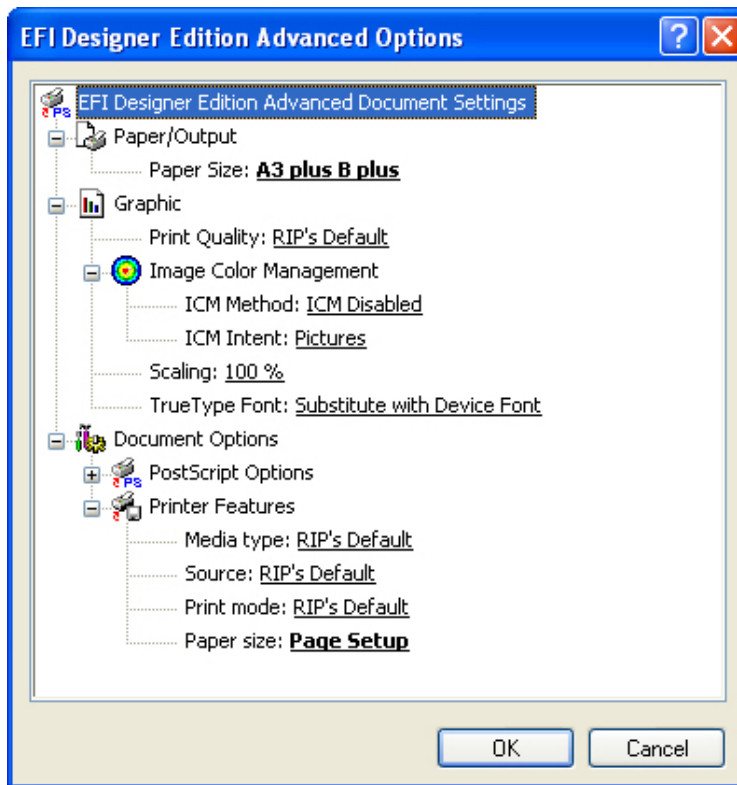 EFI Designer Edition Advanced Options
EFI Designer Edition Advanced Document Settings
Paper/Output
Paper Size: A3 plus B plus
Graphic
Print Quality: RIP's Default
Image Color Management
ICM Method: ICM Disabled
ICM Intent: Pictures
Scaling: 100 %
TrueType Font: Substitute with Device Font
Document Options
PostScript Options
Printer Features
Media type: RIP's Default
Source: RIP's Default
Print mode: RIP's Default
Paper size: Page Setup
OK Cancel